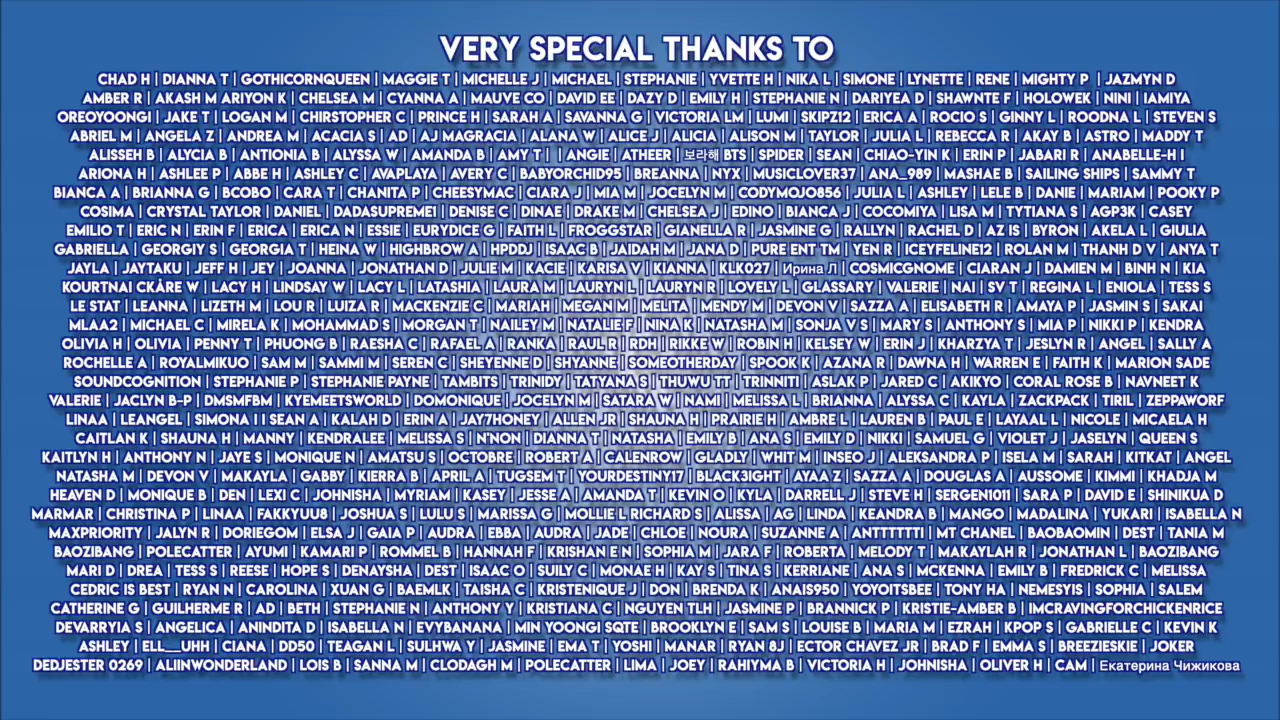 VERY SPECIAL THANKS TO
CHAD H | DIANNA T | GOTHICORNQUEEN | MAGGIE T | MICHELLE J | MICHAEL | STEPHANIE | YVETTE H | NIKA L | SIMONE | LYNETTE | RENE | MIGHTY P | JAZMYN D
AMBER R | AKASH M ARIYON K | CHELSEA M | CYANNA A | MAUVE CO | DAVID EE | DAZY D | EMILY H | STEPHANIE N | DARIYEA D | SHAWNTE F | HOLOWEK | NINI | IAMIYA
OREOYOONGI | JAKE T | LOGAN M | CHIRSTOPHER C | PRINCE H | SARAH A | SAVANNA G | VICTORIA LM | LUMI | SKIPZ12 | ERICA A | ROCIO S | GINNY L | ROODNA L | STEVEN S
ABRIEL M | ANGELA Z | ANDREA M | ACACIA S | AD | AJ MAGRACIA | ALANA W | ALICE J | ALICIA | ALISON M | TAYLOR | JULIA L | REBECCA R | AKAY B | ASTRO | MADDY T
ALISSEH B | ALYCIA B | ANTIONIA B | ALYSSA W | AMANDA B | AMY T | | ANGIE | ATHEER | 보라해 BTS | SPIDER | SEAN | CHIAO-YIN K | ERIN P | JABARI R | ANABELLE-H I
ARIONA H | ASHLEE P | ABBE H | ASHLEY C | AVAPLAYA | AVERY C | BABYORCHID95 | BREANNA | NYX | MUSICLOVER37 | ANA_989 | MASHAE B | SAILING SHIPS | SAMMY T
BIANCA A | BRIANNA G | BCOBO | CARA T | CHANITA P | CHEESYMAC | CIARA J | MIA M | JOCELYN M | CODYMOJO856 | JULIA L | ASHLEY | LELE B | DANIE | MARIAM | POOKY P
COSIMA | CRYSTAL TAYLOR | DANIEL | DADASUPREME1 | DENISE C | DINAE | DRAKE M | CHELSEA J | EDINO | BIANCA J | COCOMIYA | LISA M | TYTIANA S | AGP3K | CASEY
EMILIO T | ERIC N | ERIN F | ERICA | ERICA N | ESSIE | EURYDICE G | FAITH L | FROGGSTAR | GIANELLA R | JASMINE G | RALLYN | RACHEL D | AZ IS | BYRON | AKELA L | GIULIA
GABRIELLA | GEORGIY S | GEORGIA T | HEINA W | HIGHBROW A | HPDDJ | ISAAC B | JAIDAH M | JANA D | PURE ENT TM | YEN R | ICEYFELINE12 | ROLAN M | THANH D V | ANYA T
JAYLA | JAYTAKU | JEFF H | JEY | JOANNA | JONATHAN D | JULIE M | KACIE | KARISA V | KIANNA | KLK027 | Ирина Л | COSMICGNOME | CIARAN J | DAMIEN M | BINH N | KIA
KOURTNAI CKÅRE W | LACY H | LINDSAY W | LACY L | LATASHIA | LAURA M | LAURYN L | LAURYN R | LOVELY L | GLASSARY | VALERIE | NAI | SV T | REGINA L | ENIOLA | TESS S
LE STAT | LEANNA | LIZETH M | LOU R | LUIZA R | MACKENZIE C | MARIAH | MEGAN M | MELITA | MENDY M | DEVON V | SAZZA A | ELISABETH R | AMAYA P | JASMIN S | SAKAI
MLAA2 | MICHAEL C | MIRELA K | MOHAMMAD S | MORGAN T | NAILEY M | NATALIE F | NINA K | NATASHA M | SONJA V S | MARY S | ANTHONY S | MIA P | NIKKI P | KENDRA
OLIVIA H | OLIVIA | PENNY T | PHUONG B | RAESHA C | RAFAEL A | RANKA | RAUL R | RDH | RIKKE W | ROBIN H | KELSEY W | ERIN J | KHARZYA T | JESLYN R | ANGEL | SALLY A
ROCHELLE A | ROYALMIKUO | SAM M | SAMMI M | SEREN C | SHEYENNE D | SHYANNE | SOMEOTHERDAY | SPOOK K | AZANA R | DAWNA H | WARREN E | FAITH K | MARION SADE
SOUNDCOGNITION | STEPHANIE P | STEPHANIE PAYNE | TAMBITS | TRINIDY | TATYANA S | THUWU TT | TRINNITI | ASLAK P | JARED C | AKIKYO | CORAL ROSE B | NAVNEET K
VALERIE | JACLYN B-P | DMSMFBM | KYEMEETSWORLD | DOMONIQUE | JOCELYN M | SATARA W | NAMI | MELISSA L | BRIANNA | ALYSSA C | KAYLA | ZACKPACK | TIRIL | ZEPPAWORF
LINAA | LEANGEL | SIMONA I I SEAN A | KALAH D | ERIN A | JAY7HONEY | ALLEN JR | SHAUNA H | PRAIRIE H | AMBRE L | LAUREN B | PAUL E | LAYAAL L | NICOLE | MICAELA H
CAITLAN K | SHAUNA H | MANNY | KENDRALEE | MELISSA S | N'NON | DIANNA T | NATASHA | EMILY B | ANA S | EMILY D | NIKKI | SAMUEL G | VIOLET J | JASELYN | QUEEN S
KAITLYN H | ANTHONY N | JAYE S | MONIQUE N | AMATSU S | OCTOBRE | ROBERT A | CALENROW | GLADLY | WHIT M | INSEO J | ALEKSANDRA P | ISELA M | SARAH | KITKAT | ANGEL
NATASHA M | DEVON V | MAKAYLA | GABBY | KIERRA B | APRIL A | TUGSEM T | YOURDESTINY17 | BLACK3IGHT | AYAA Z | SAZZA A | DOUGLAS A | AUSSOME | KIMMI | KHADJA M
HEAVEN D | MONIQUE B | DEN | LEXI C | JOHNISHA | MYRIAM | KASEY | JESSE A | AMANDA T | KEVIN O | KYLA | DARRELL J | STEVE H | SERGEN1011 | SARA P | DAVID E | SHINIKUA D
MARMAR | CHRISTINA P | LINAA | FAKKYUU8 | JOSHUA S | LULU S | MARISSA G | MOLLIE L RICHARD S | ALISSA | AG | LINDA | KEANDRA B | MANGO | MADALINA | YUKARI | ISABELLA N
MAXPRIORITY | JALYN R | DORIEGOM | ELSA J | GAIA P | AUDRA | EBBA | AUDRA | JADE | CHLOE | NOURA | SUZANNE A | ANTTTTTTI | MT CHANEL | BAOBAOMIN | DEST | TANIA M
BAOZIBANG | POLECATTER | AYUMI | KAMARI P | ROMMEL B | HANNAH F | KRISHAN E N | SOPHIA M | JARA F | ROBERTA | MELODY T | MAKAYLAH R | JONATHAN L | BAOZIBANG
MARI D | DREA | TESS S | REESE | HOPE S | DENAYSHA | DEST | ISAAC O | SUILY C | MONAE H | KAY S | TINA S | KERRIANE | ANA S | MCKENNA | EMILY B | FREDRICK C | MELISSA
CEDRIC IS BEST | RYAN N | CAROLINA | XUAN G | BAEMLK | TAISHA C | KRISTENIQUE J | DON | BRENDA K | ANAIS950 | YOYOITSBEE | TONY HA | NEMESYIS | SOPHIA | SALEM
CATHERINE G | GUILHERME R | AD | BETH | STEPHANIE N | ANTHONY Y | KRISTIANA C | NGUYEN TLH | JASMINE P | BRANNICK P | KRISTIE-AMBER B | IMCRAVINGFORCHICKENRICE
DEVARRYIA S | ANGELICA | ANINDITA D | ISABELLA N | EVYBANANA | MIN YOONGI SQTE | BROOKLYN E | SAM S | LOUISE B | MARIA M | EZRAH | KPOP S | GABRIELLE C | KEVIN K
ASHLEY | ELL__UHH | CIANA | DD50 | TEAGAN L | SULHWA Y | JASMINE | EMA T | YOSHI | MANAR | RYAN 8J | ECTOR CHAVEZ JR | BRAD F | EMMA S | BREEZIESKIE | JOKER
DEDJESTER 0269 | ALIINWONDERLAND | LOIS B | SANNA M | CLODAGH M | POLECATTER | LIMA | JOEY | RAHIYMA B | VICTORIA H | JOHNISHA | OLIVER H | CAM | Екатерина Чижикова